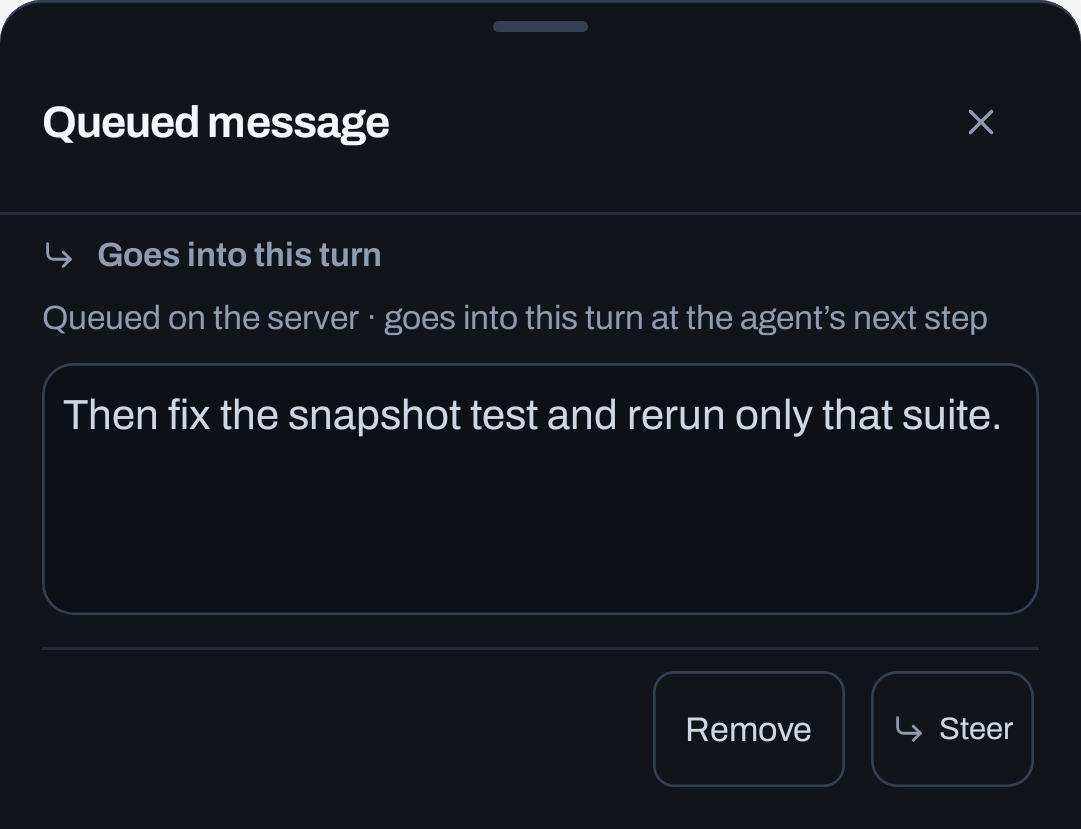 Queued message
Goes into this turn
Queued on the server · goes into this turn at the agent’s next step
Then fix the snapshot test and rerun only that suite.
Remove
Steer